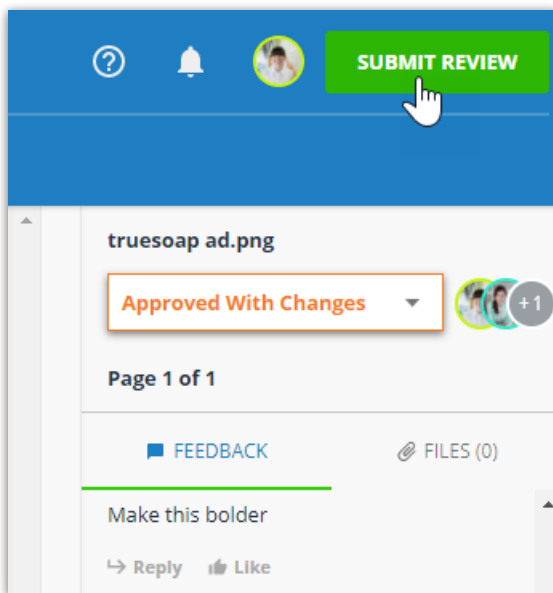 SUBMIT REVIEW
truesoap ad.png
Approved With Changes
+1
Page 1 of 1
FEEDBACK
FILES (0)
Make this bolder
Reply Like